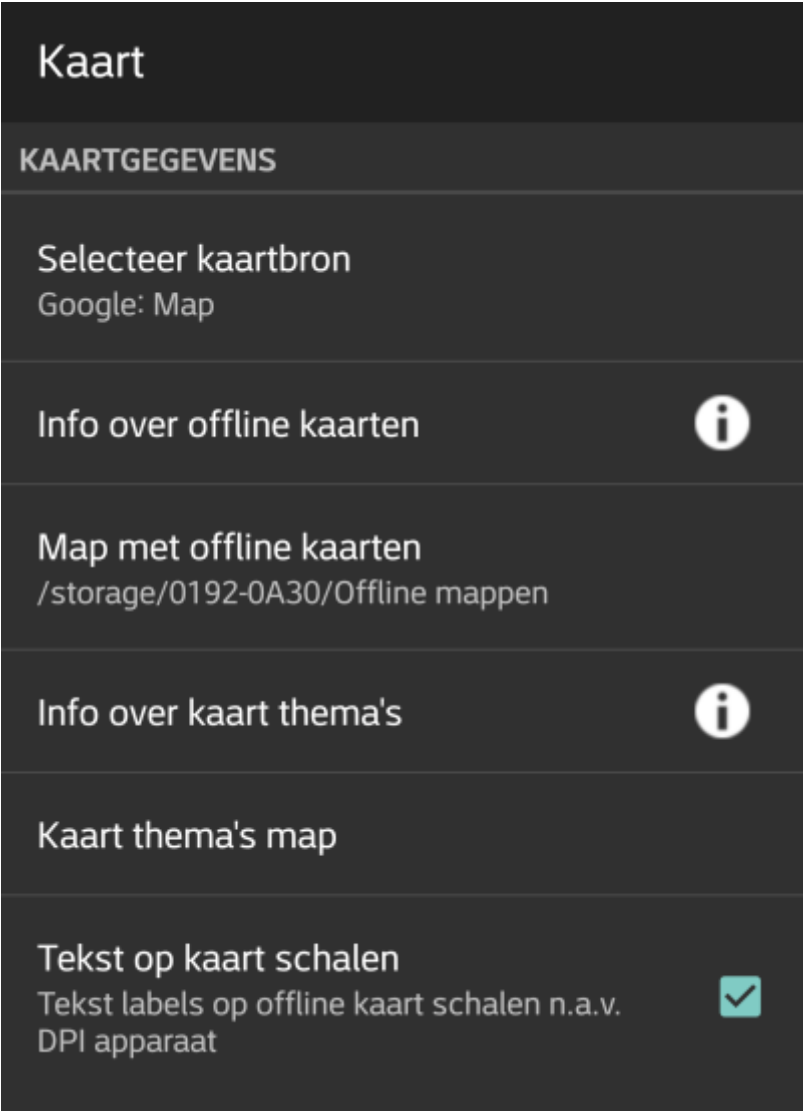 Kaart
KAARTGEGEVENS
Selecteer kaartbron
Google: Map
Info over offline kaarten
Map met offline kaarten
/storage/0192-0A30/Offline mappen
Info over kaart thema's
Kaart thema's map
Tekst op kaart schalen
Tekst labels op offline kaart schalen n.a.v.
DPI apparaat